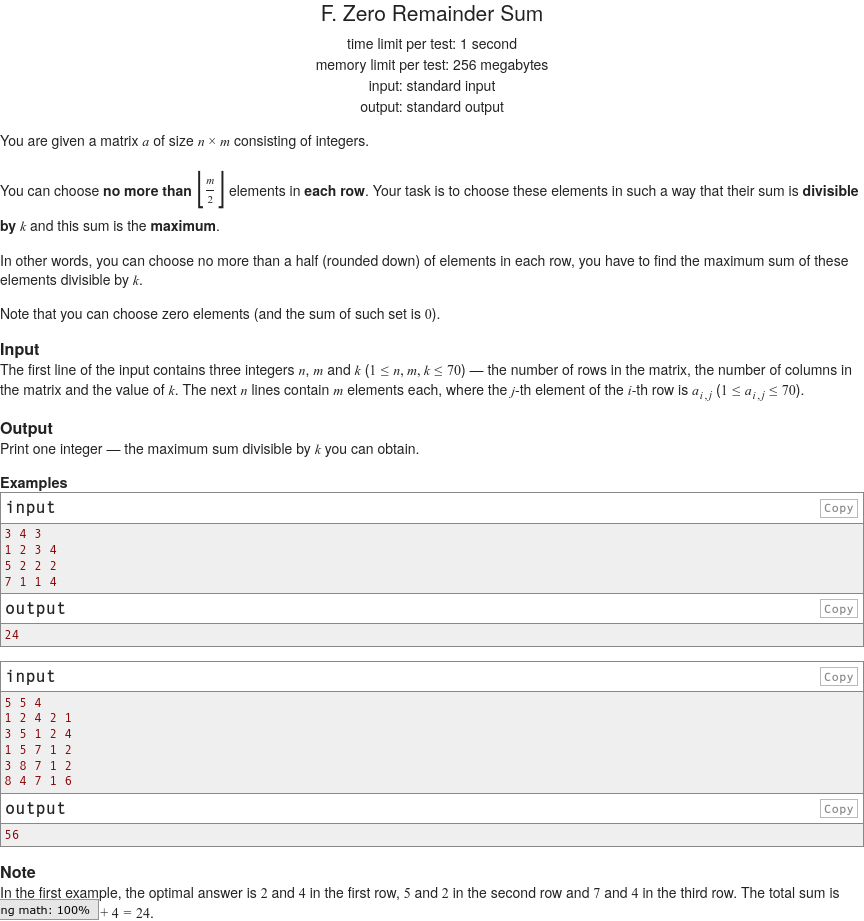 F. Zero Remainder Sum
time limit per test: 1 second
memory limit per test: 256 megabytes
input: standard input
output: standard output
You are given a matrix a of size n × m consisting of integers.
You can choose no more than ⌊m/2⌋ elements in each row. Your task is to choose these elements in such a way that their sum is divisible
by k and this sum is the maximum.
In other words, you can choose no more than a half (rounded down) of elements in each row, you have to find the maximum sum of these
elements divisible by k.
Note that you can choose zero elements (and the sum of such set is 0).
Input
The first line of the input contains three integers n, m and k (1 ≤ n, m, k ≤ 70) — the number of rows in the matrix, the number of columns in
the matrix and the value of k. The next n lines contain m elements each, where the j-th element of the i-th row is a_{i,j} (1 ≤ a_{i,j} ≤ 70).
Output
Print one integer — the maximum sum divisible by k you can obtain.
Examples
input Copy
3 4 3
1 2 3 4
5 2 2 2
7 1 1 4
output Copy
24
input Copy
5 5 4
1 2 4 2 1
3 5 1 2 4
1 5 7 1 2
3 8 7 1 2
8 4 7 1 6
output Copy
56
Note
In the first example, the optimal answer is 2 and 4 in the first row, 5 and 2 in the second row and 7 and 4 in the third row. The total sum is
ng math: 100% + 4 = 24.